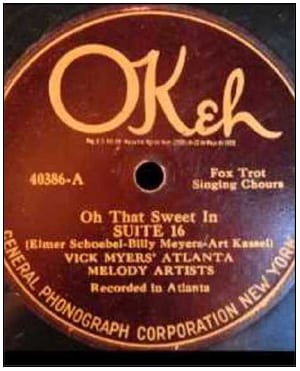 OKeh
40386-A
Fox Trot
Singing Chours
Oh That Sweet In
SUITE 16
(Elmer Schoebel-Billy Meyers-Art Kassel)
VICK MYERS' ATLANTA
MELODY ARTISTS
Recorded in Atlanta
GENERAL PHONOGRAPH CORPORATION NEW YORK